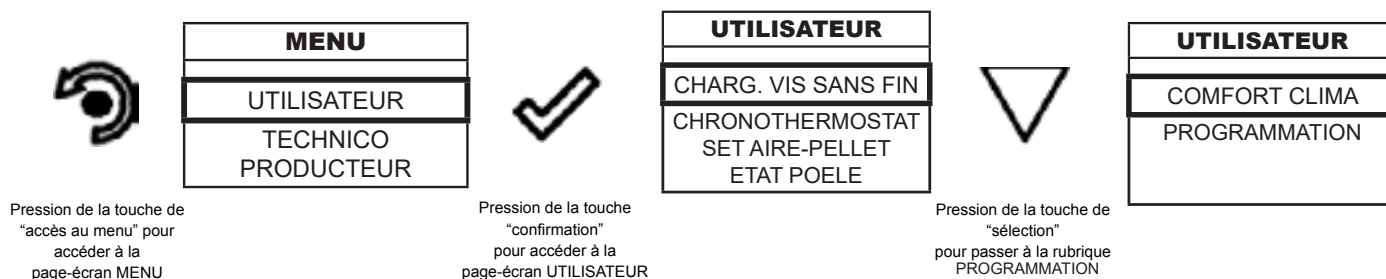 MENU
UTILISATEUR
TECHNICO
PRODUCTEUR
UTILISATEUR
CHARG. VIS SANS FIN
CHRONOTHERMOSTAT
SET AIRE-PELLET
ETAT POELE
UTILISATEUR
COMFORT CLIMA
PROGRAMMATION
Pression de la touche de
“accès au menu” pour
accéder à la
page-écran MENU
Pression de la touche
“confirmation”
pour accéder à la
page-écran UTILISATEUR
Pression de la touche de
“sélection”
pour passer à la rubrique
PROGRAMMATION